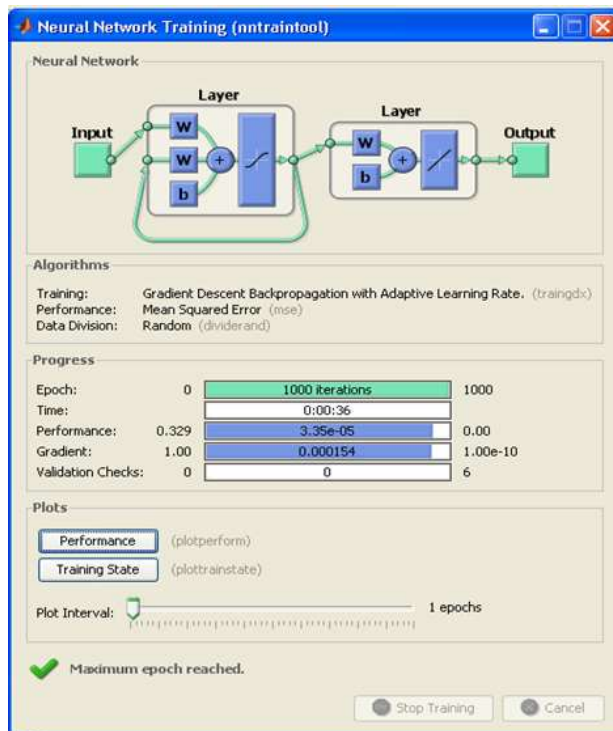 Neural Network Training (nntraintool)
Neural Network
Layer
Layer
Input
Output
W
W
b
+
W
b
+
Algorithms
Training: Gradient Descent Backpropagation with Adaptive Learning Rate. (traingdx)
Performance: Mean Squared Error (mse)
Data Division: Random (dividerand)
Progress
Epoch: 0 1000 iterations 1000
Time: 0:00:36
Performance: 0.329 3.35e-05 0.00
Gradient: 1.00 0.000154 1.00e-10
Validation Checks: 0 0 6
Plots
Performance (plotperform)
Training State (plottrainstate)
Plot Interval: 1 epochs
Maximum epoch reached.
Stop Training Cancel